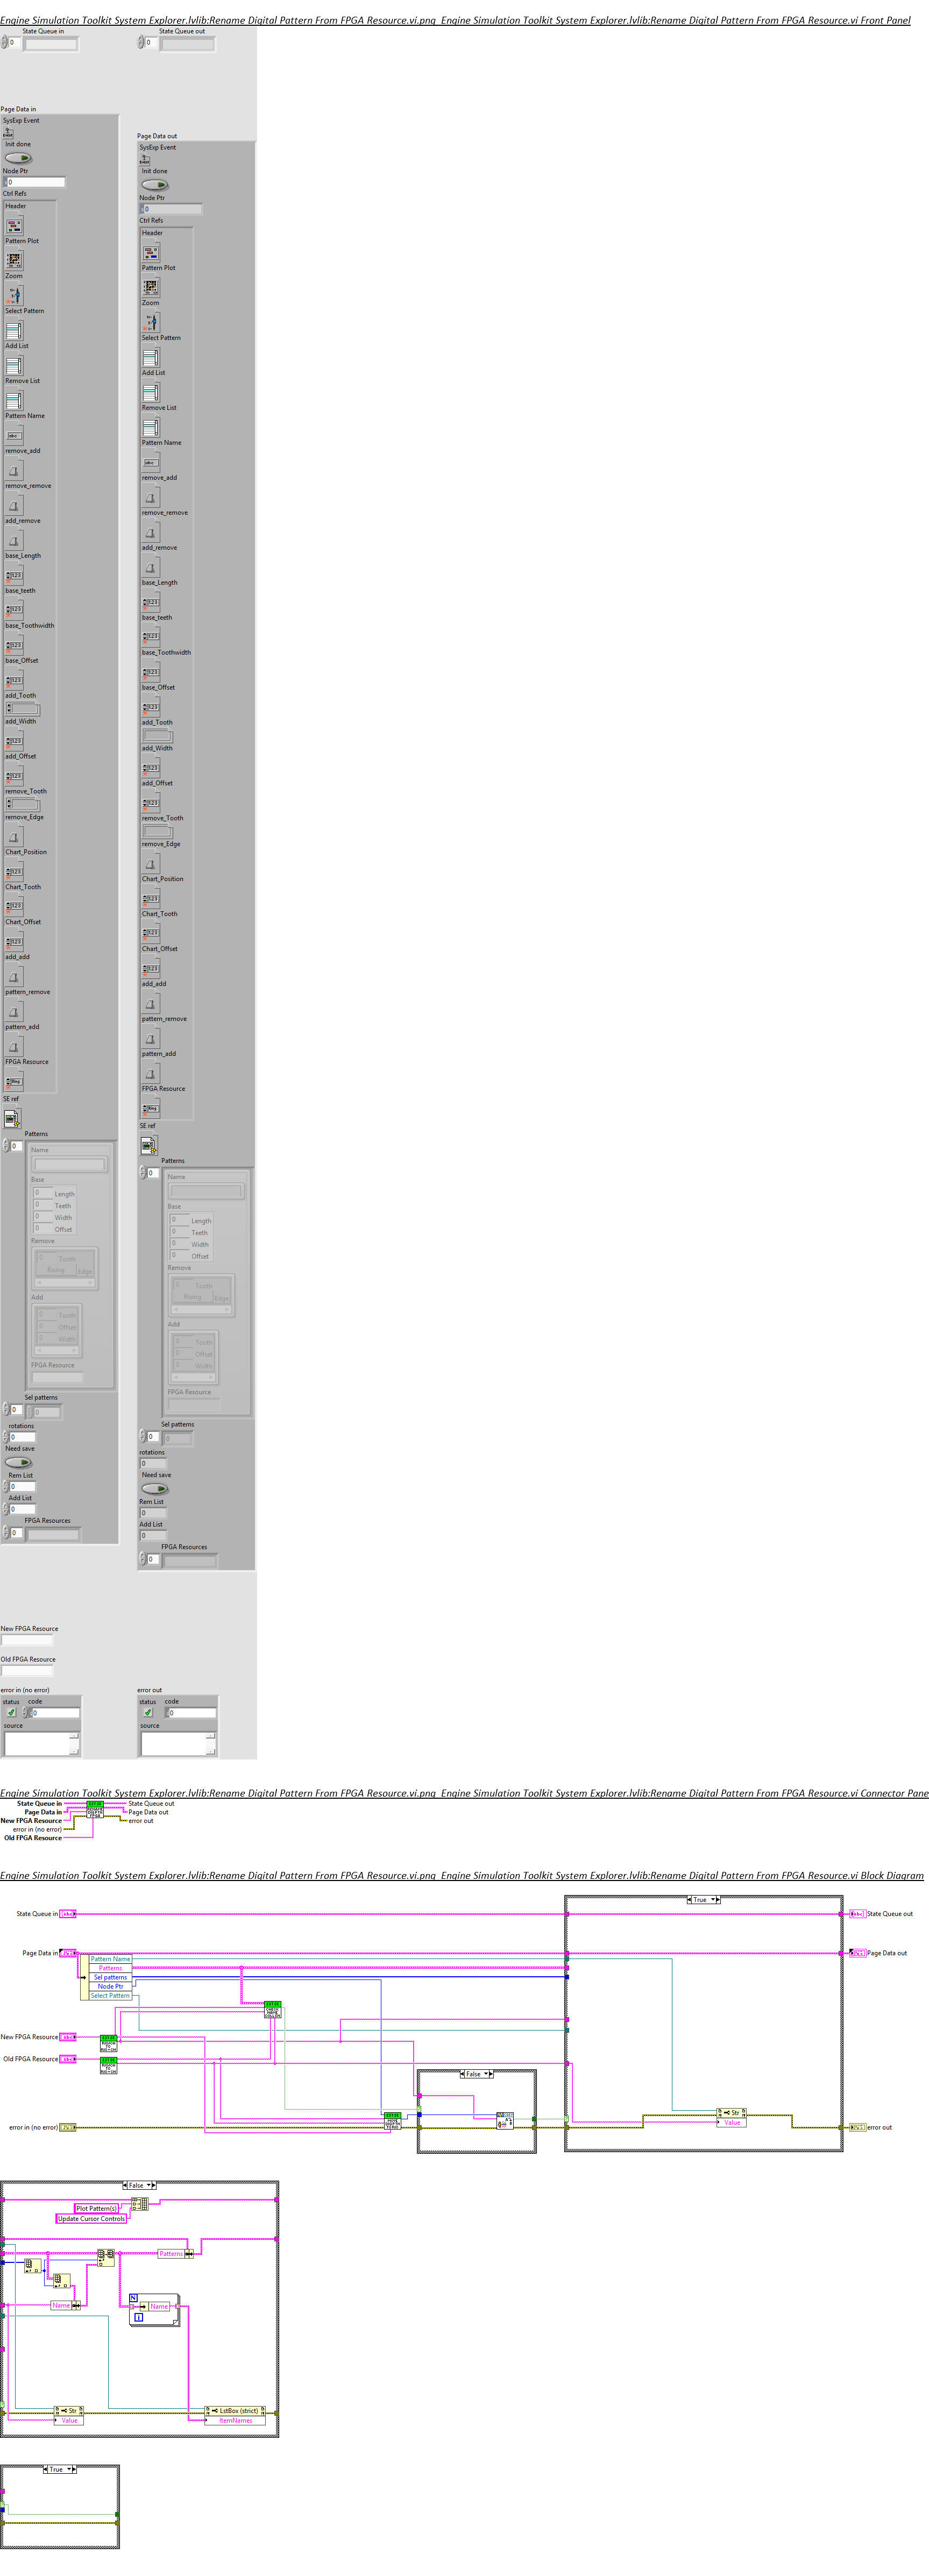 Engine Simulation Toolkit System Explorer.lvlib:Rename Digital Pattern From FPGA Resource.vi.png Engine Simulation Toolkit System Explorer.lvlib:Rename Digital Pattern From FPGA Resource.vi Front Panel
State Queue in
0
State Queue out
0
Page Data in
SysExp Event
Init done
Node Ptr
0
Ctrl Refs
Header
Pattern Plot
Zoom
Select Pattern
Add List
Remove List
Pattern Name
remove_add
remove_remove
add_remove
base_Length
base_teeth
base_Toothwidth
base_Offset
add_Tooth
add_Width
add_Offset
remove_Tooth
remove_Edge
Chart_Position
Chart_Tooth
Chart_Offset
add_add
pattern_remove
pattern_add
FPGA Resource
SE ref
Patterns
0
Name
Base
0 Length
0 Teeth
0 Width
0 Offset
Remove
0 Tooth
Rising Edge
Add
0 Tooth
0 Offset
0 Width
FPGA Resource
Sel patterns
0 0
rotations
0
Need save
Rem List
0
Add List
0
FPGA Resources
0
Page Data out
SysExp Event
Init done
Node Ptr
0
Ctrl Refs
Header
Pattern Plot
Zoom
Select Pattern
Add List
Remove List
Pattern Name
remove_add
remove_remove
add_remove
base_Length
base_teeth
base_Toothwidth
base_Offset
add_Tooth
add_Width
add_Offset
remove_Tooth
remove_Edge
Chart_Position
Chart_Tooth
Chart_Offset
add_add
pattern_remove
pattern_add
FPGA Resource
SE ref
Patterns
0
Name
Base
0 Length
0 Teeth
0 Width
0 Offset
Remove
0 Tooth
Rising Edge
Add
0 Tooth
0 Offset
0 Width
FPGA Resource
Sel patterns
0 0
rotations
0
Need save
Rem List
0
Add List
0
FPGA Resources
0
New FPGA Resource
Old FPGA Resource
error in (no error)
status code
0
source
error out
status code
0
source
Engine Simulation Toolkit System Explorer.lvlib:Rename Digital Pattern From FPGA Resource.vi.png Engine Simulation Toolkit System Explorer.lvlib:Rename Digital Pattern From FPGA Resource.vi Connector Pane
State Queue in
Page Data in
New FPGA Resource
error in (no error)
Old FPGA Resource
State Queue out
Page Data out
error out
Engine Simulation Toolkit System Explorer.lvlib:Rename Digital Pattern From FPGA Resource.vi.png Engine Simulation Toolkit System Explorer.lvlib:Rename Digital Pattern From FPGA Resource.vi Block Diagram
True
State Queue in
State Queue out
Page Data in
Page Data out
Pattern Name
Patterns
Sel patterns
Node Ptr
Select Pattern
New FPGA Resource
Old FPGA Resource
False
Str
Value
error in (no error)
error out
False
Plot Pattern(s)
Update Cursor Controls
Patterns
Name
N
Name
i
Str
Value
LstBox (strict)
ItemNames
True